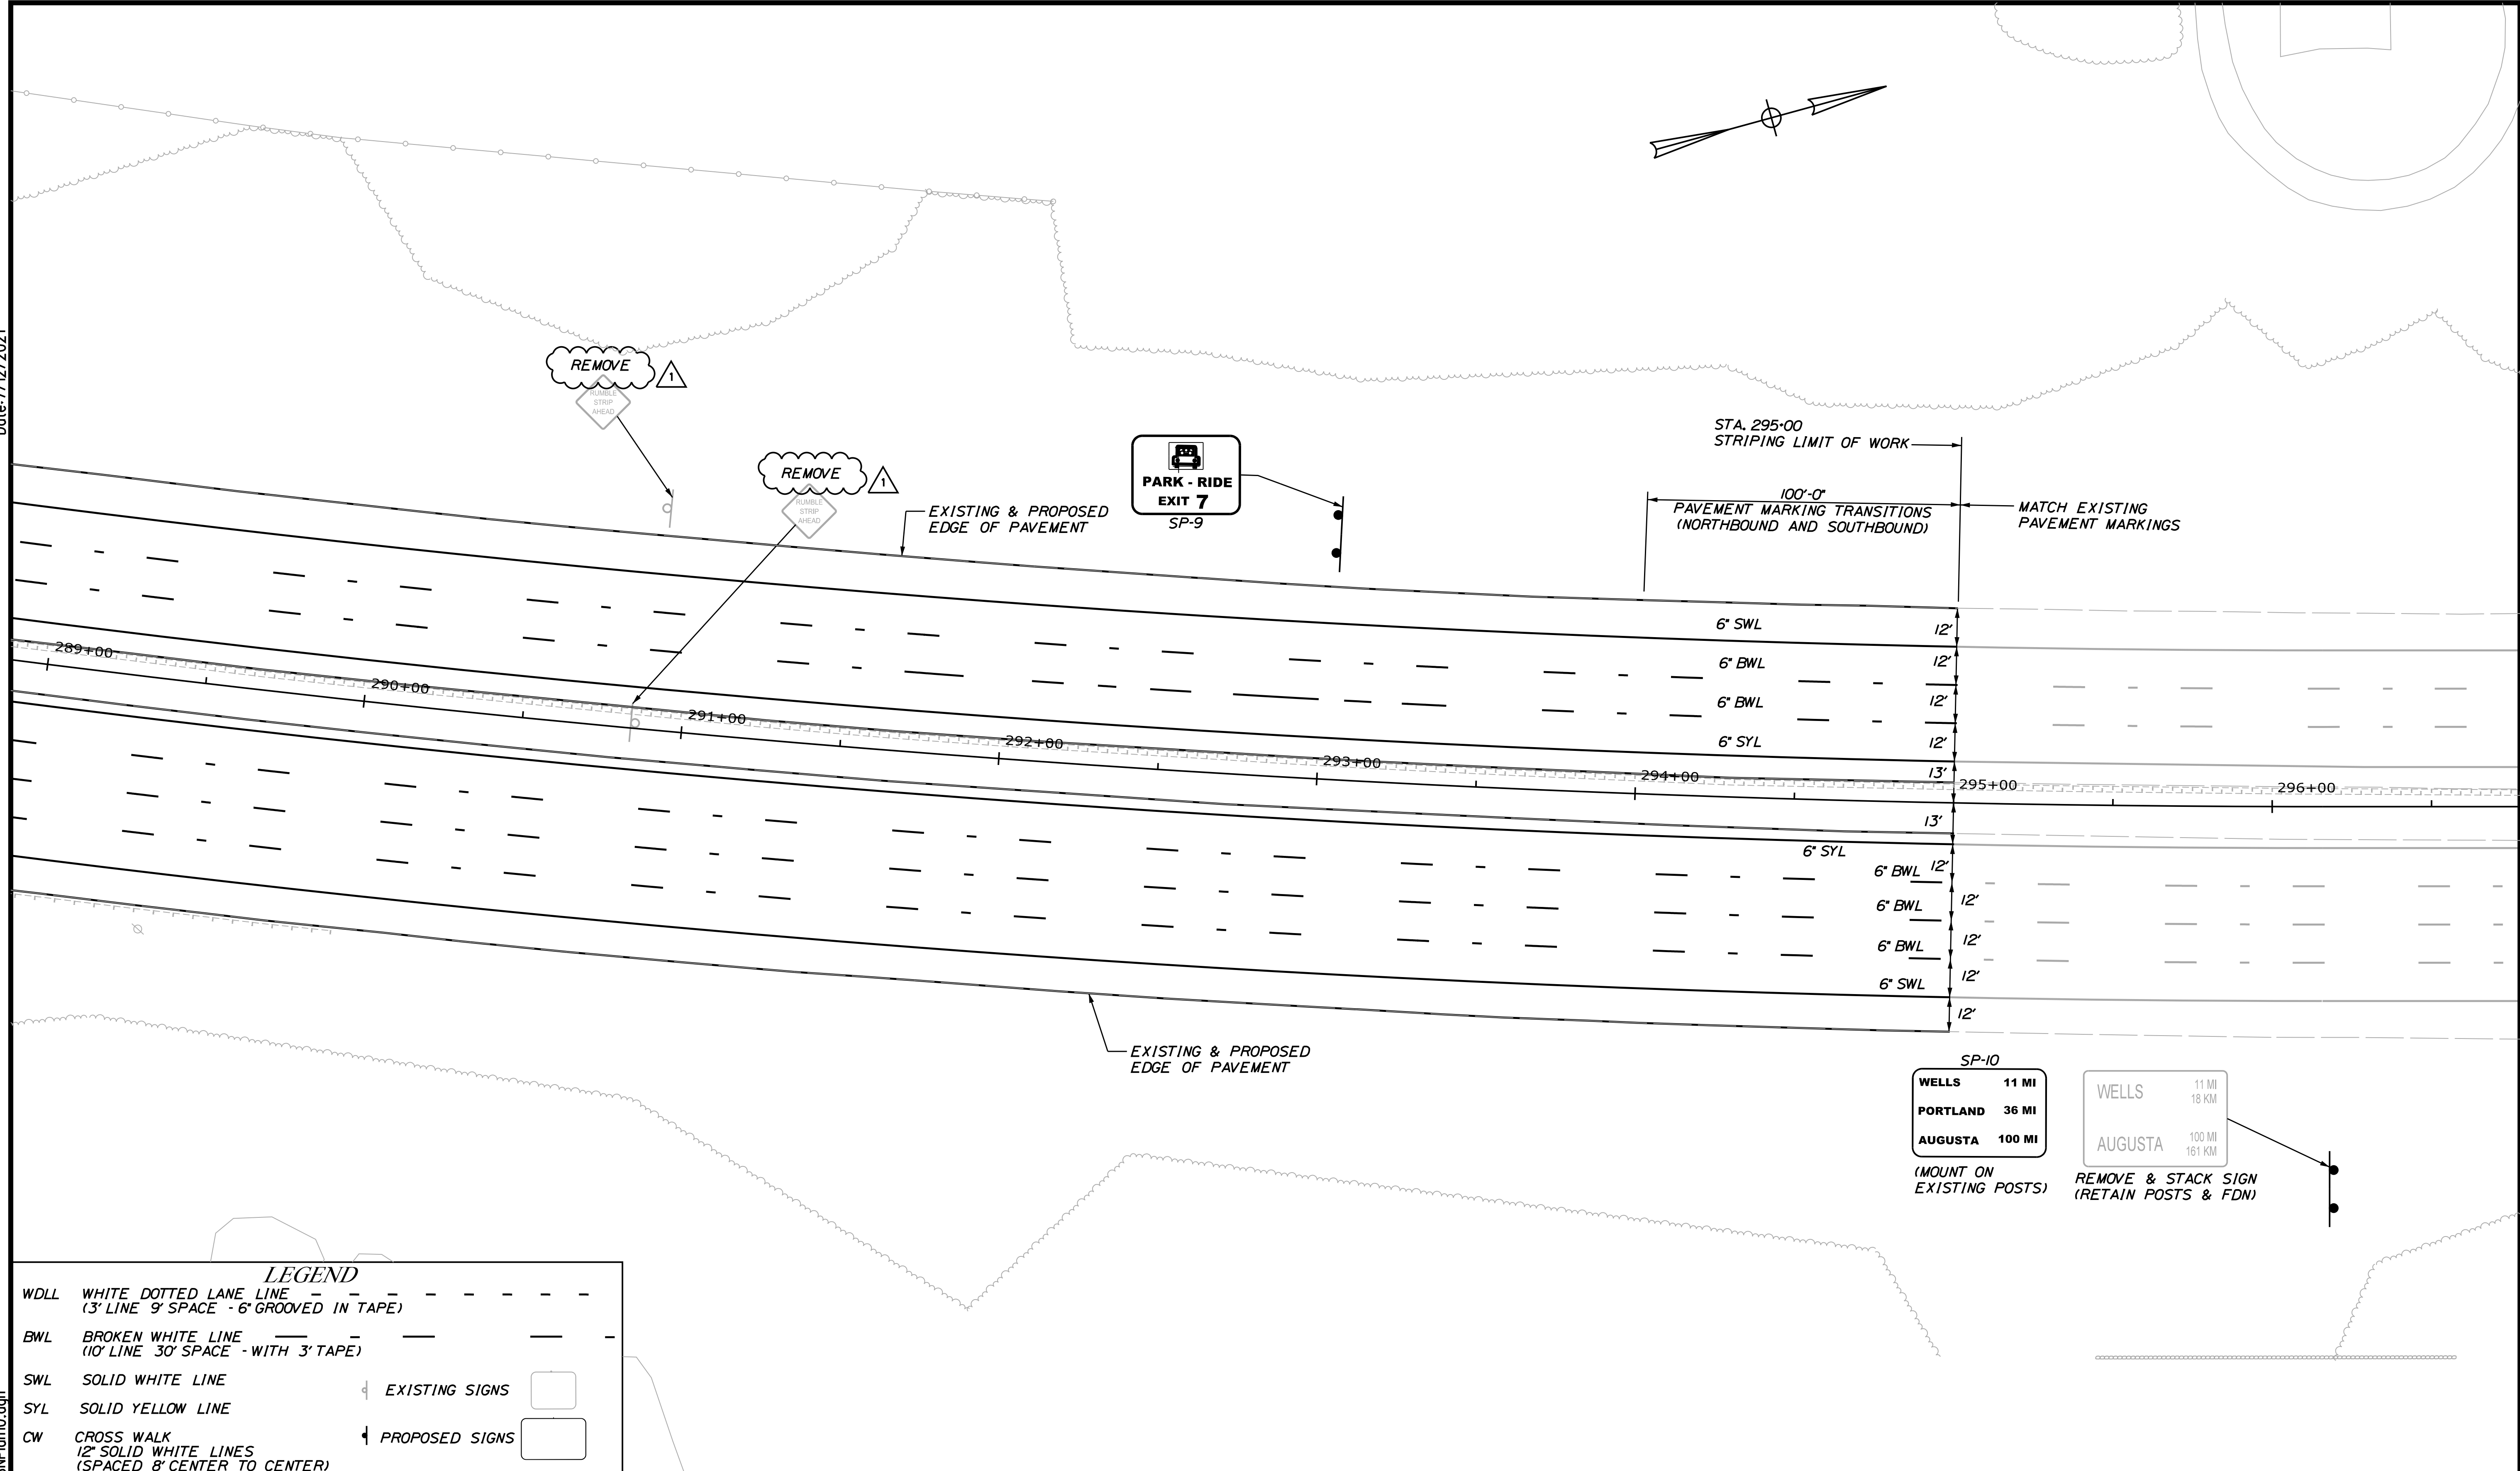 REMOVE
1
RUMBLE
STRIP
AHEAD
REMOVE
1
RUMBLE
STRIP
AHEAD
EXISTING & PROPOSED
EDGE OF PAVEMENT
PARK - RIDE
EXIT 7
SP-9
STA. 295+00
STRIPING LIMIT OF WORK
100'-0"
PAVEMENT MARKING TRANSITIONS
(NORTHBOUND AND SOUTHBOUND)
MATCH EXISTING
PAVEMENT MARKINGS
6" SWL
12'
6" BWL
12'
6" BWL
12'
6" SYL
12'
13'
289+00
290+00
291+00
292+00
293+00
294+00
295+00
296+00
13'
6" SYL
12'
6" BWL
12'
6" BWL
12'
6" BWL
12'
6" SWL
12'
EXISTING & PROPOSED
EDGE OF PAVEMENT
SP-10
WELLS 11 MI
PORTLAND 36 MI
AUGUSTA 100 MI
(MOUNT ON
EXISTING POSTS)
WELLS 11 MI
18 KM
AUGUSTA 100 MI
161 KM
REMOVE & STACK SIGN
(RETAIN POSTS & FDN)
LEGEND
WDLL WHITE DOTTED LANE LINE
(3' LINE 9' SPACE - 6" GROOVED IN TAPE)
BWL BROKEN WHITE LINE
(10' LINE 30' SPACE - WITH 3' TAPE)
SWL SOLID WHITE LINE
EXISTING SIGNS
SYL SOLID YELLOW LINE
CW CROSS WALK
12" SOLID WHITE LINES
(SPACED 8' CENTER TO CENTER)
PROPOSED SIGNS